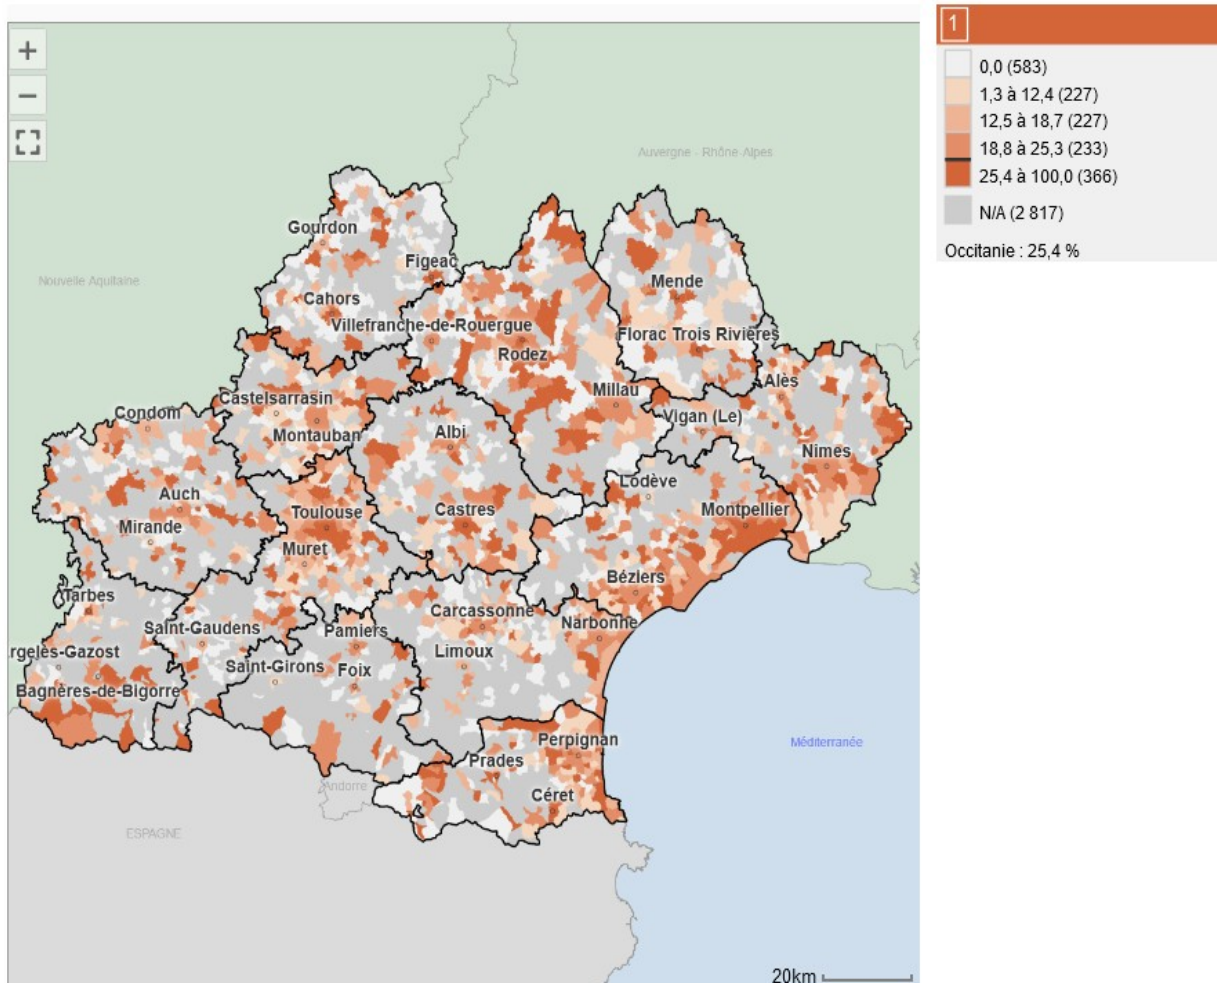 +
−
1
0,0 (583)
1,3 à 12,4 (227)
12,5 à 18,7 (227)
18,8 à 25,3 (233)
25,4 à 100,0 (366)
N/A (2 817)
Occitanie : 25,4 %
Auvergne - Rhône-Alpes
Nouvelle Aquitaine
Gourdon
Figeac
Cahors
Mende
Villefranche-de-Rouergue
Florac Trois Rivières
Rodez
Alès
Millau
Castelsarrasin
Condom
Vigan (Le)
Montauban
Albi
Nîmes
Lodève
Auch
Toulouse
Castres
Montpellier
Mirande
Muret
Béziers
Tarbes
Carcassonne
Narbonne
Saint-Gaudens
Pamiers
rgelès-Gazost
Saint-Girons
Foix
Limoux
Bagnères-de-Bigorre
Perpignan
Méditerranée
Prades
Andorre
Céret
ESPAGNE
20km